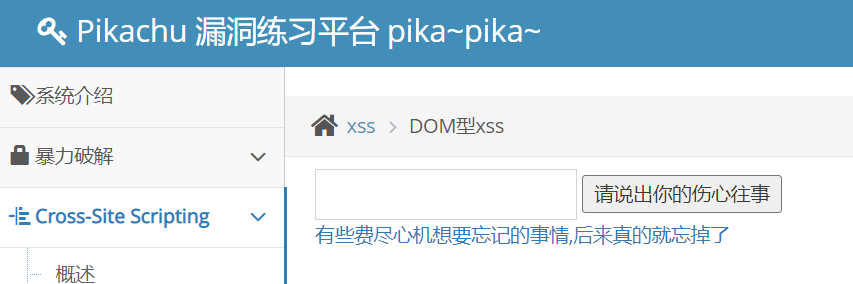 Pikachu 漏洞练习平台 pika~pika~
系统介绍
暴力破解
Cross-Site Scripting
概述
xss > DOM型xss
请说出你的伤心往事
有些费尽心机想要忘记的事情,后来真的就忘掉了